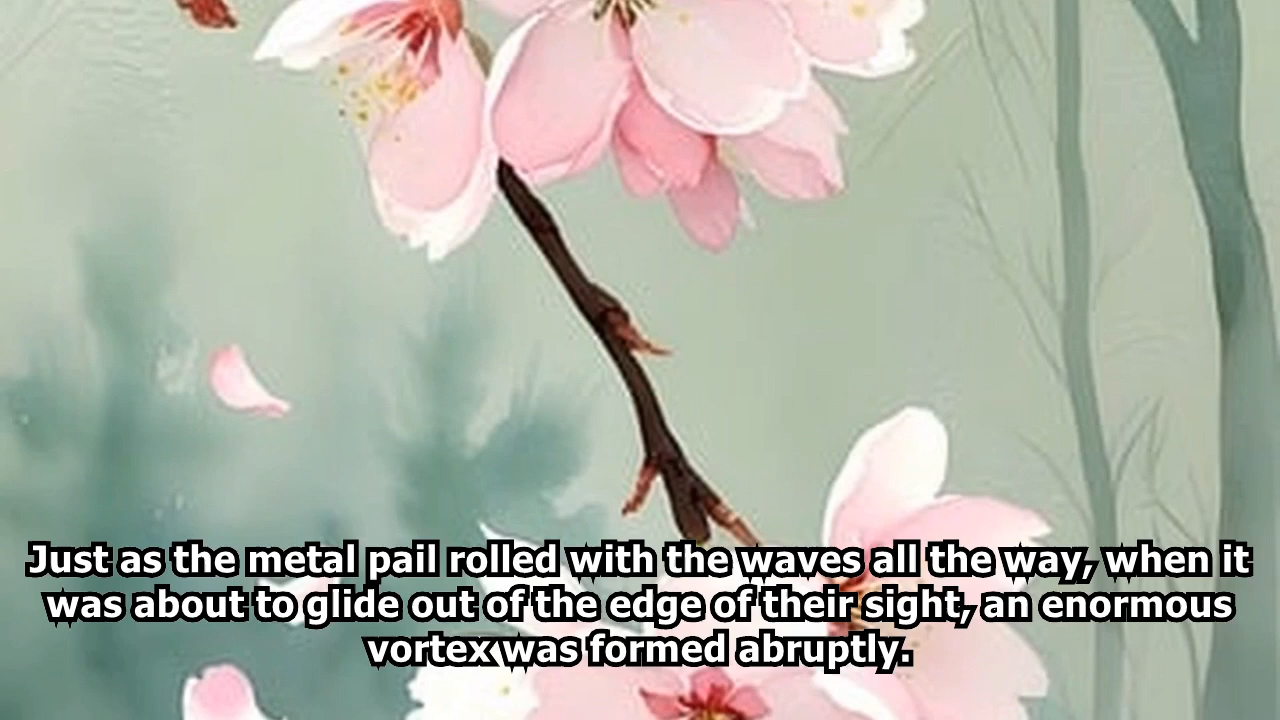 Just as the metal pail rolled with the waves all the way, when it
was about to glide out of the edge of their sight, an enormous
vortex was formed abruptly.